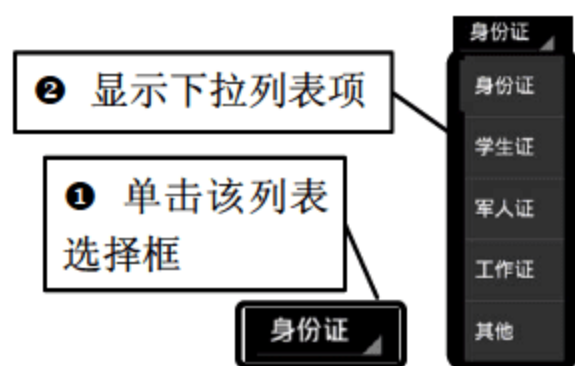 ❷ 显示下拉列表项
❶ 单击该列表
选择框
身份证
身份证
身份证
学生证
军人证
工作证
其他